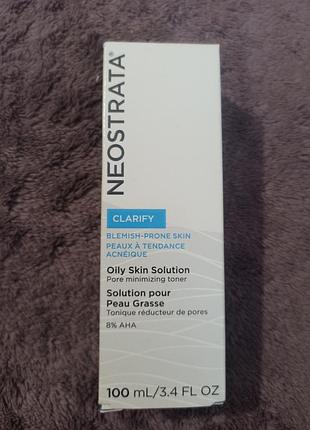 NEOSTRATA®
CLARIFY
BLEMISH-PRONE SKIN
PEAUX À TENDANCE
ACNÉIQUE
Oily Skin Solution
Pore minimizing toner
Solution pour
Peau Grasse
Tonique réducteur de pores
8% AHA
100 mL/3.4 FL OZ